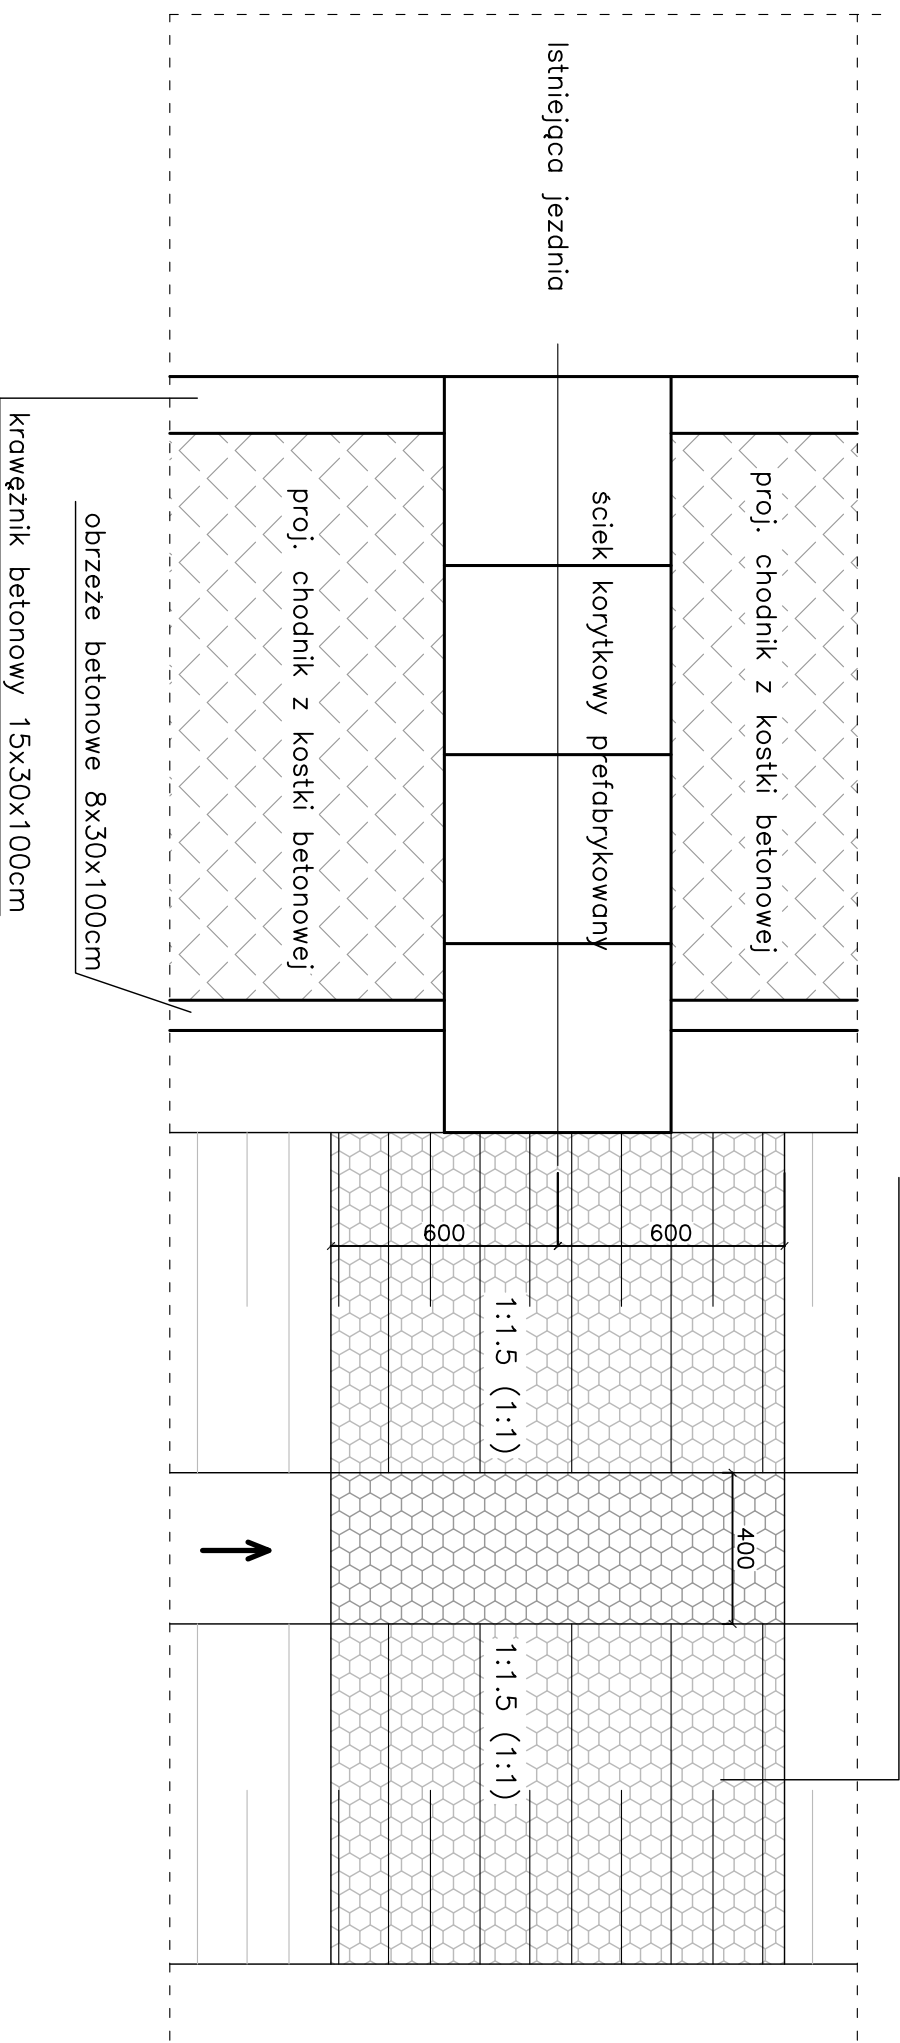 Istniejąca jezdnia
proj. chodnik z kostki betonowej
ściek korytkowy prefabrykowany
proj. chodnik z kostki betonowej
obrzeże betonowe 8x30x100cm
krawężnik betonowy 15x30x100cm
600
600
1:1.5 (1:1)
400
1:1.5 (1:1)